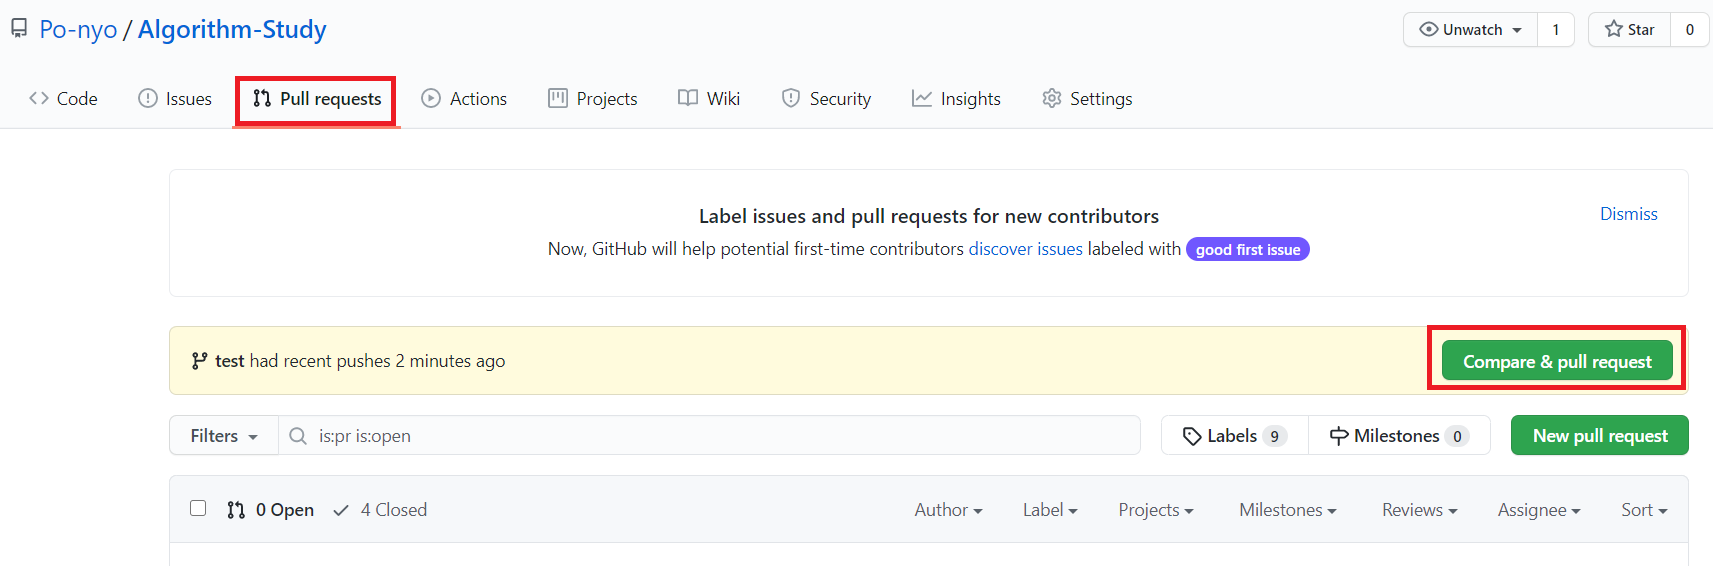 Po-nyo / Algorithm-Study
Unwatch 1 Star 0
Code Issues Pull requests Actions Projects Wiki Security Insights Settings
Label issues and pull requests for new contributors
Dismiss
Now, GitHub will help potential first-time contributors discover issues labeled with good first issue
test had recent pushes 2 minutes ago
Compare & pull request
Filters is:pr is:open Labels 9 Milestones 0 New pull request
0 Open 4 Closed Author Label Projects Milestones Reviews Assignee Sort